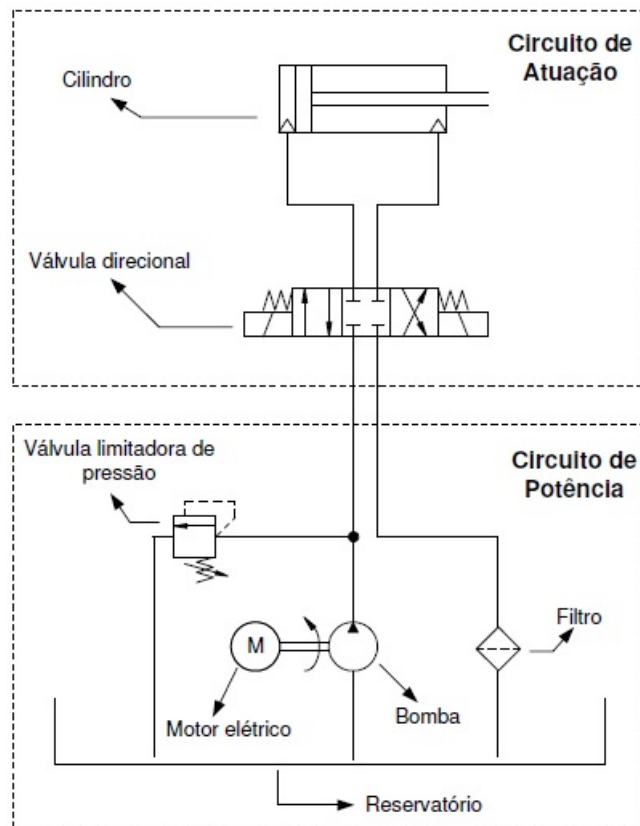 Circuito de
Atuação
Cilindro
Válvula direcional
Válvula limitadora de
pressão
Circuito de
Potência
Filtro
M
Motor elétrico
Bomba
Reservatório